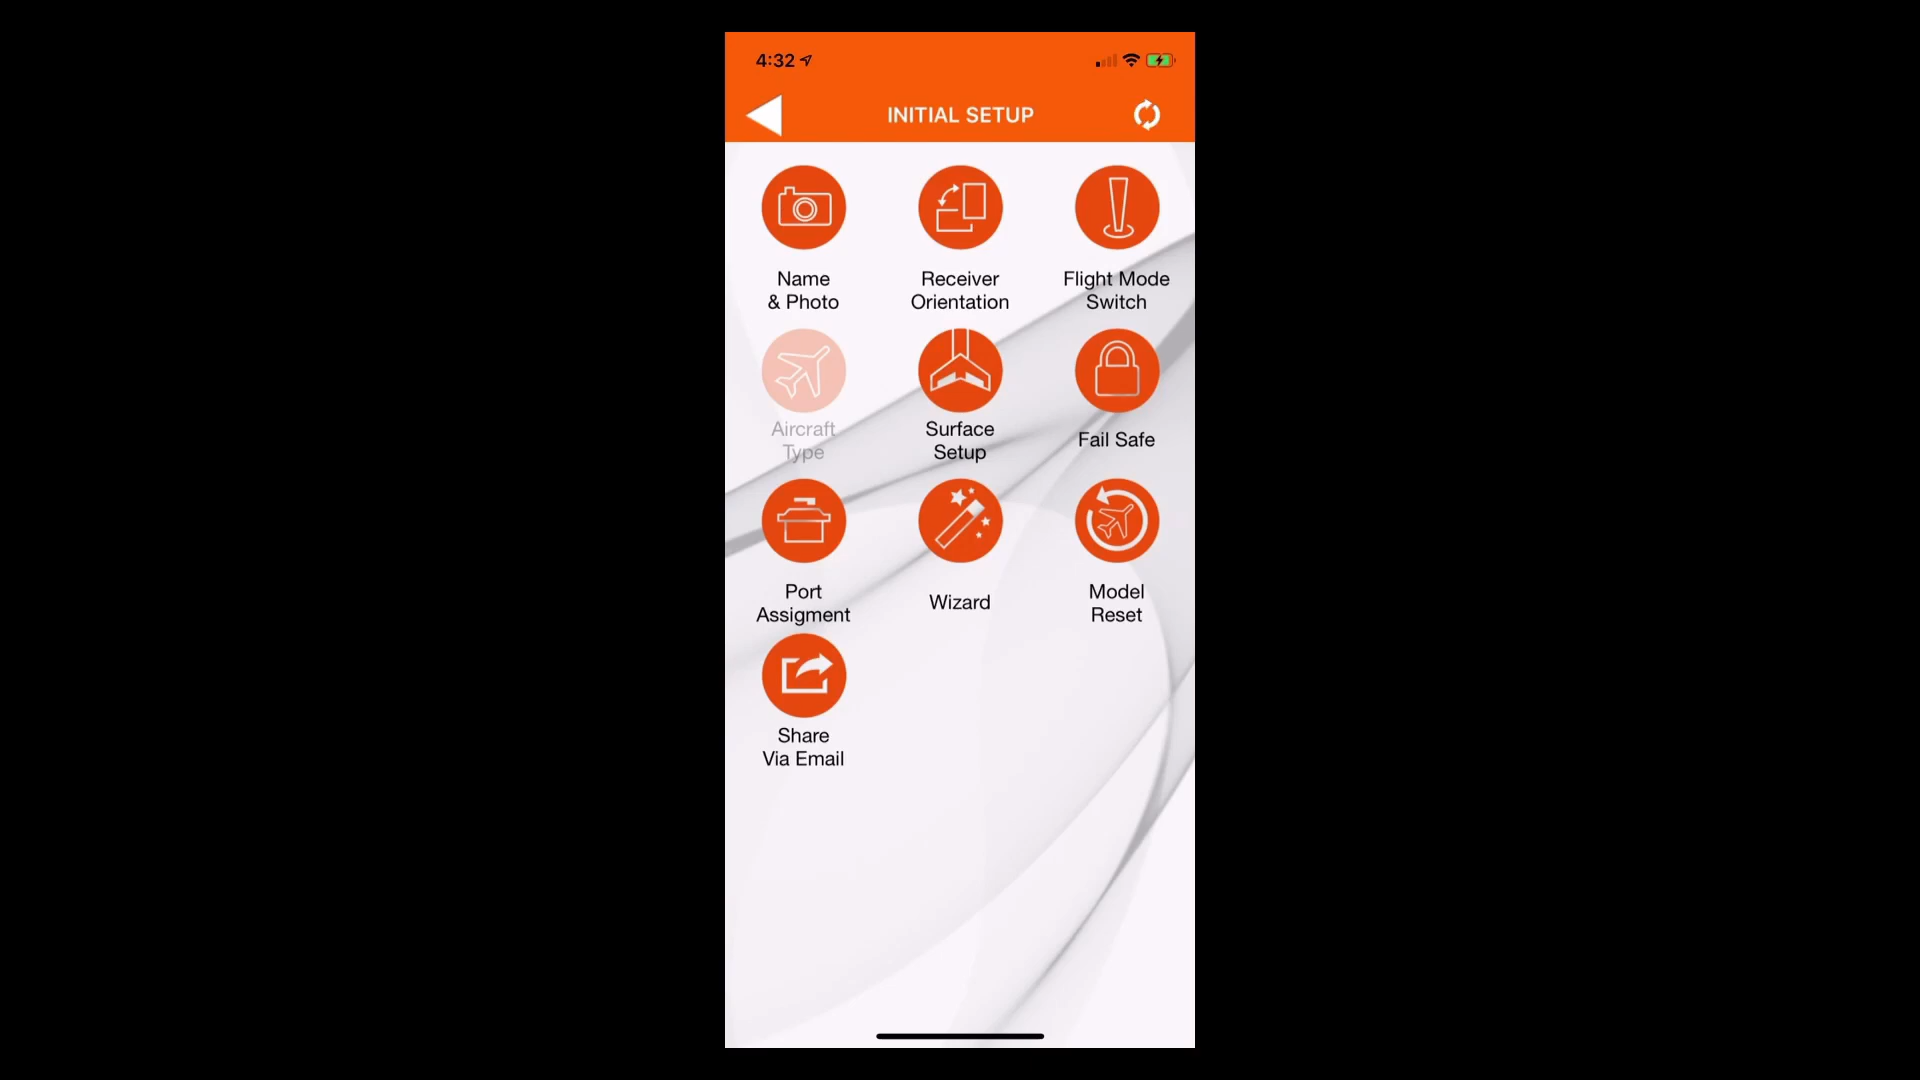 4:32
INITIAL SETUP
Name
& Photo
Receiver
Orientation
Flight Mode
Switch
Aircraft
Type
Surface
Setup
Fail Safe
Port
Assigment
Wizard
Model
Reset
Share
Via Email